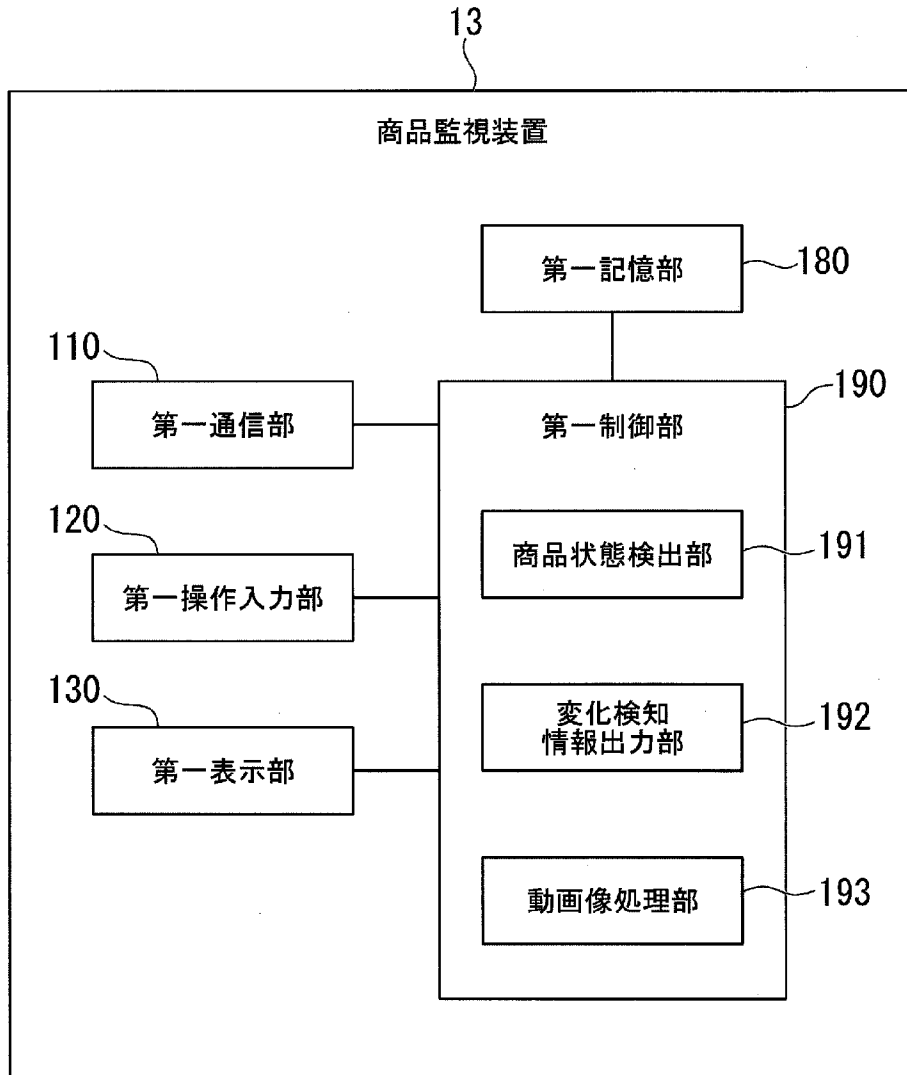 13
商品監視装置
第一記憶部
180
110
第一通信部
190
第一制御部
120
第一操作入力部
商品状態検出部
191
130
第一表示部
変化検知
情報出力部
192
動画像処理部
193